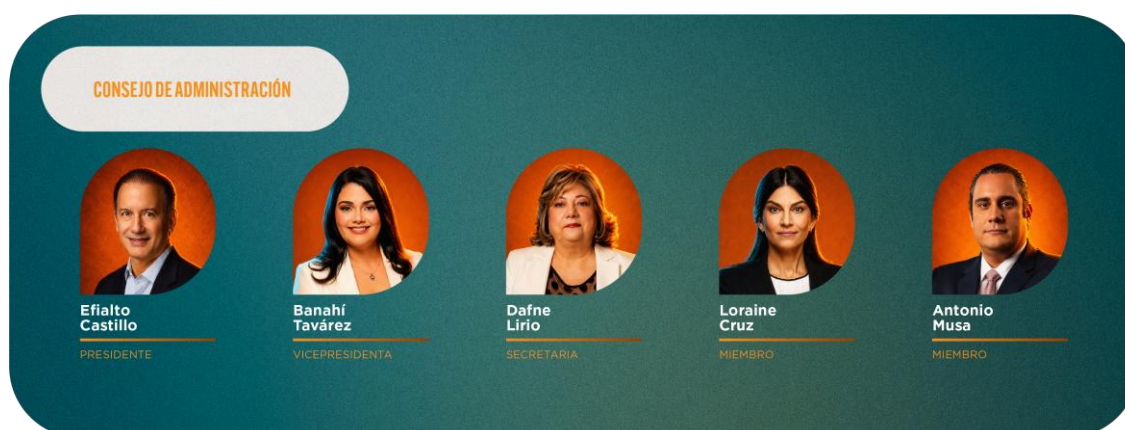 CONSEJO DE ADMINISTRACIÓN
Efialto
Castillo
PRESIDENTE
Banahí
Tavárez
VICEPRESIDENTA
Dafne
Lirio
SECRETARIA
Loraine
Cruz
MIEMBRO
Antonio
Musa
MIEMBRO